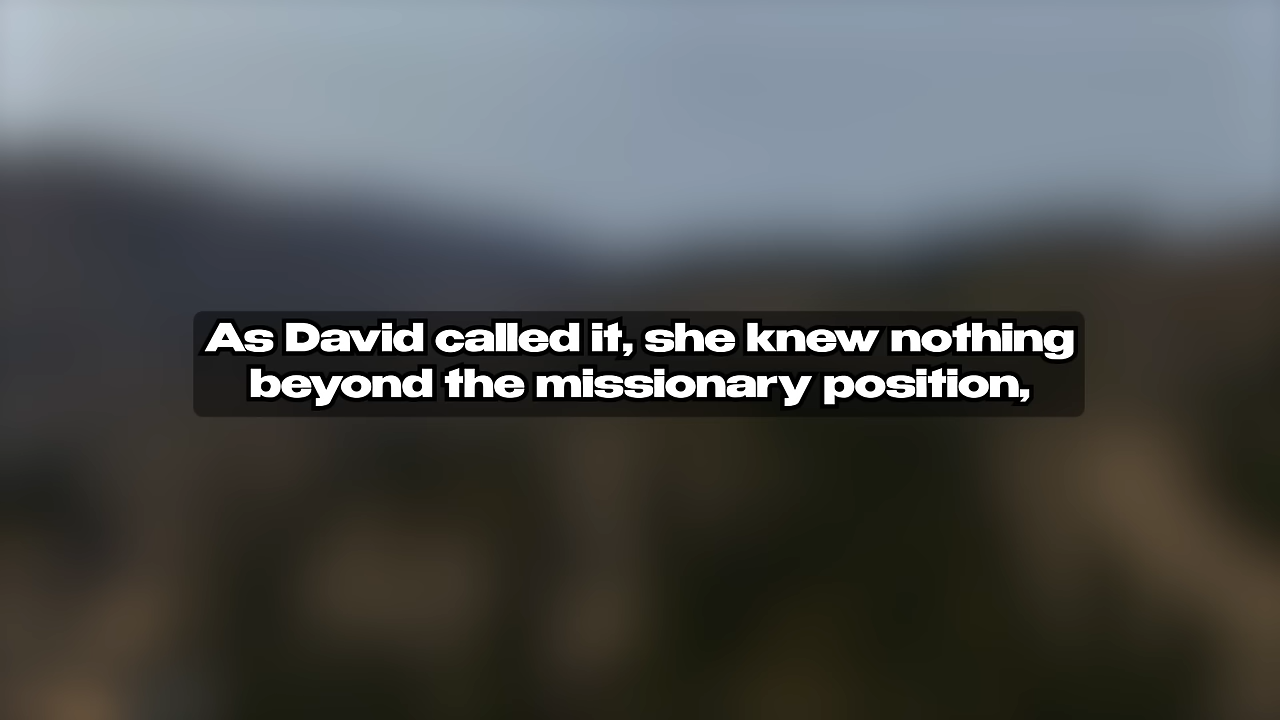 As David called it, she knew nothing
beyond the missionary position,